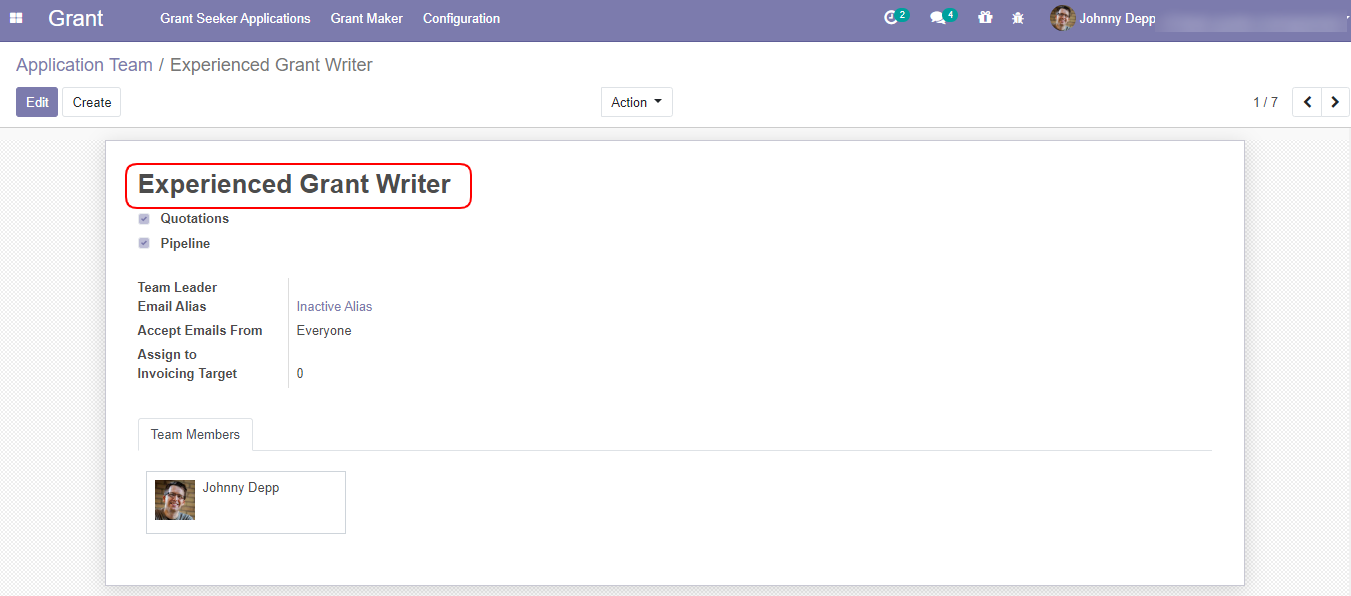 Grant Grant Seeker Applications Grant Maker Configuration 2 4 Johnny Depp
Application Team / Experienced Grant Writer
Edit Create Action 1 / 7
Experienced Grant Writer
Quotations
Pipeline
Team Leader
Email Alias Inactive Alias
Accept Emails From Everyone
Assign to
Invoicing Target 0
Team Members
Johnny Depp